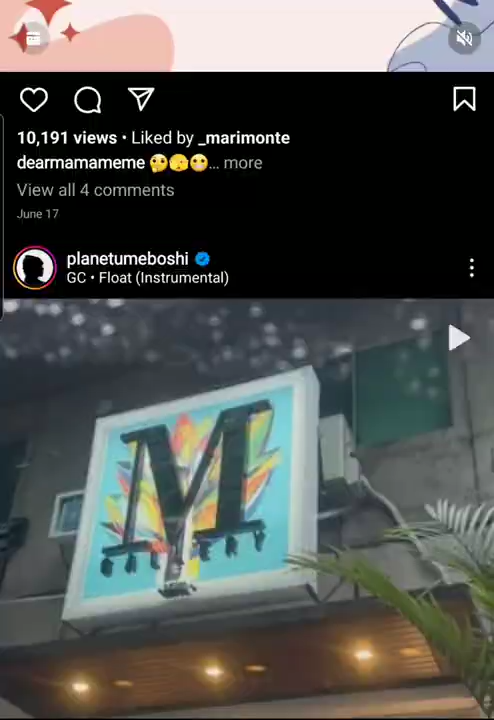 10,191 views • Liked by _marimonte
dearmamameme 🤔🫣😬... more
View all 4 comments
June 17
planetumeboshi
GC • Float (Instrumental)
M